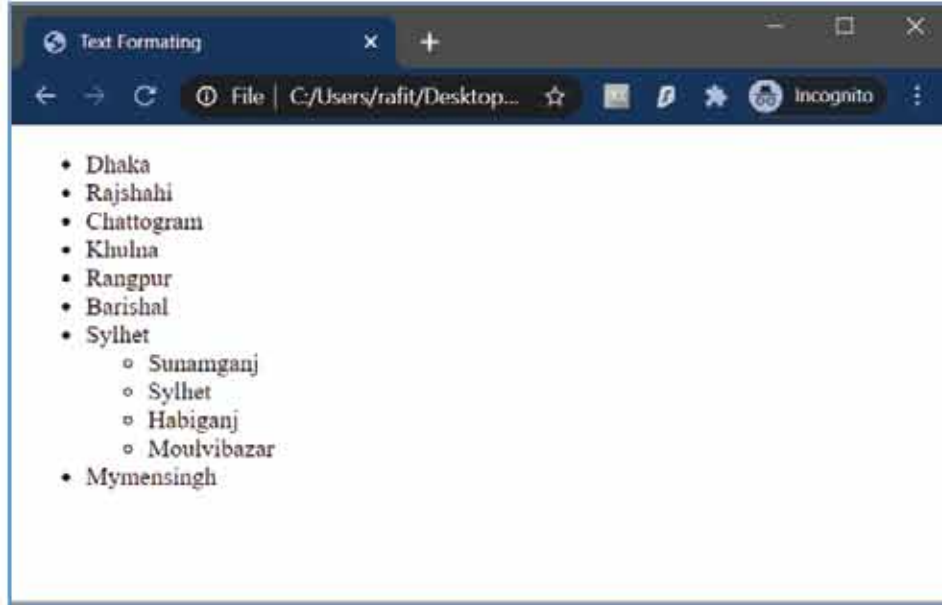 Text Formating
File | C:/Users/rafit/Desktop... Incognito
Dhaka
Rajshahi
Chattogram
Khulna
Rangpur
Barishal
Sylhet
Sunamganj
Sylhet
Habiganj
Moulvibazar
Mymensingh